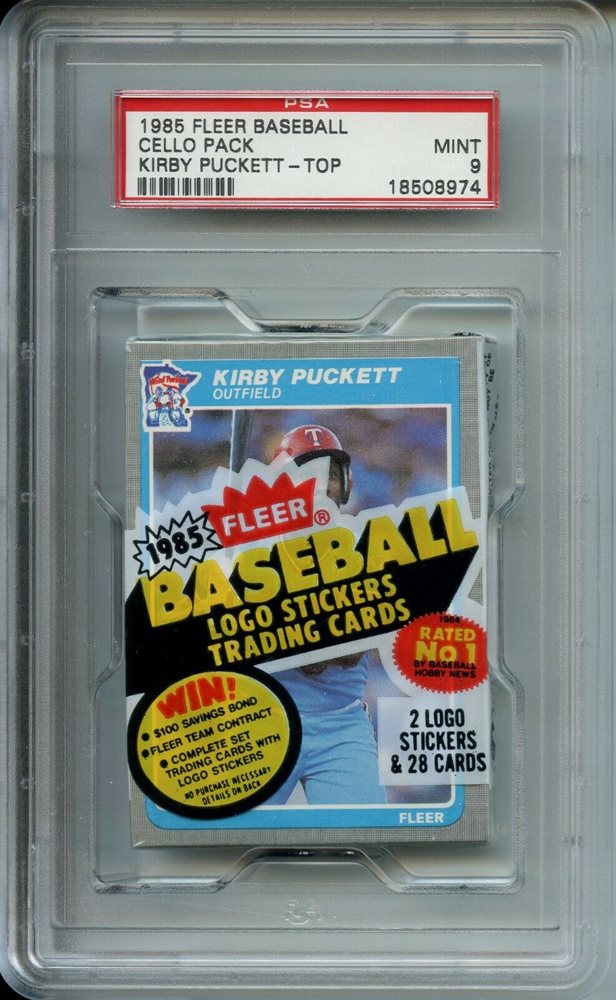 PSA
1985 FLEER BASEBALL
CELLO PACK MINT
KIRBY PUCKETT-TOP 9
18508974
KIRBY PUCKETT
OUTFIELD
Twins
T
1985 FLEER®
BASEBALL
LOGO STICKERS
TRADING CARDS
1984
RATED
No 1
BY BASEBALL
HOBBY NEWS
WIN!
• $100 SAVINGS BOND
• FLEER TEAM CONTRACT
• COMPLETE SET
TRADING CARDS WITH
LOGO STICKERS
NO PURCHASE NECESSARY
DETAILS ON BACK
2 LOGO
STICKERS
& 28 CARDS
FLEER